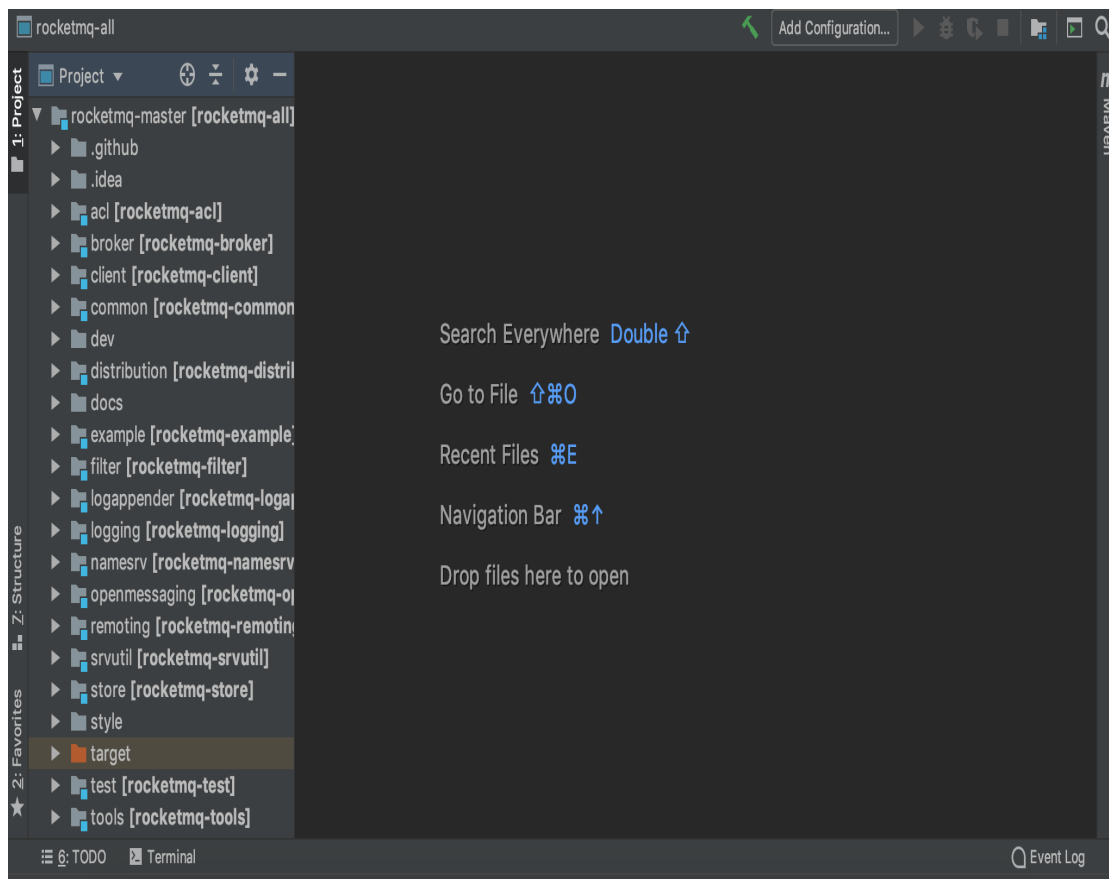 rocketmq-all
Add Configuration...
1: Project
Project
rocketmq-master [rocketmq-all]
.github
.idea
acl [rocketmq-acl]
broker [rocketmq-broker]
client [rocketmq-client]
common [rocketmq-common
dev
distribution [rocketmq-distril
docs
example [rocketmq-example]
filter [rocketmq-filter]
logappender [rocketmq-logap
logging [rocketmq-logging]
namesrv [rocketmq-namesrv
openmessaging [rocketmq-op
remoting [rocketmq-remoting
srvutil [rocketmq-srvutil]
store [rocketmq-store]
style
target
test [rocketmq-test]
tools [rocketmq-tools]
Z: Structure
2: Favorites
Search Everywhere Double ⇧
Go to File ⇧⌘O
Recent Files ⌘E
Navigation Bar ⌘↑
Drop files here to open
Maven
6: TODO
Terminal
Event Log